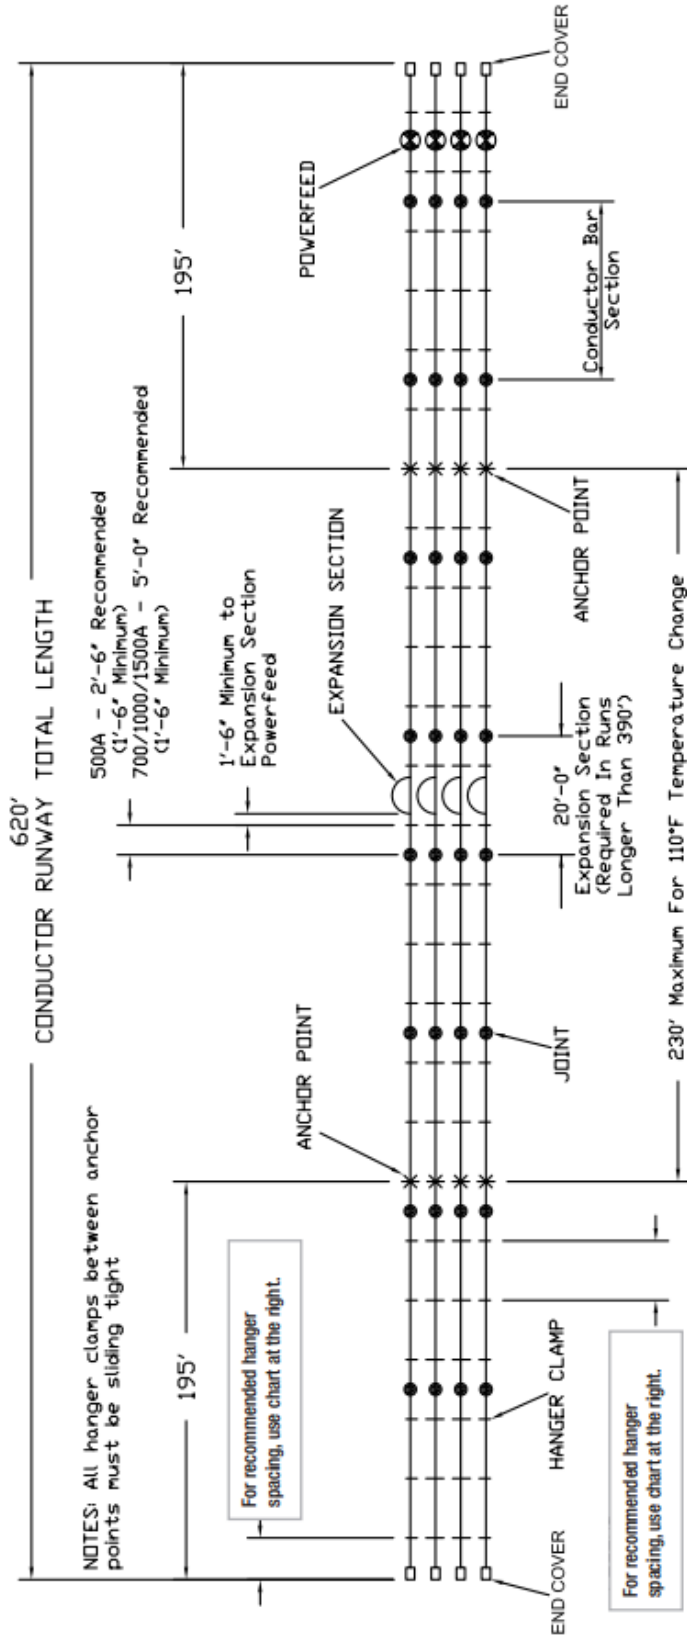 620'
CONDUCTOR RUNWAY TOTAL LENGTH
NOTES: All hanger clamps between anchor
points must be sliding tight
500A - 2'-6" Recommended
(1'-6" Minimum)
700/1000/1500A - 5'-0" Recommended
(1'-6" Minimum)
195'
195'
1'-6" Minimum to
Expansion Section
Powerfeed
For recommended hanger
spacing, use chart at the right.
ANCHOR POINT
EXPANSION SECTION
POWERFEED
END COVER
HANGER CLAMP
JOINT
ANCHOR POINT
END COVER
20'-0"
Expansion Section
(Required In Runs
Longer Than 390')
Conductor Bar
Section
For recommended hanger
spacing, use chart at the right.
230' Maximum For 110°F Temperature Change